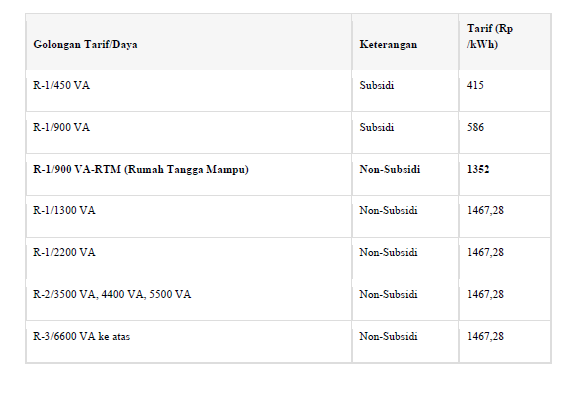 Golongan Tarif/Daya Keterangan Tarif (Rp
/kWh)
R-1/450 VA Subsidi 415
R-1/900 VA Subsidi 586
R-1/900 VA-RTM (Rumah Tangga Mampu) Non-Subsidi 1352
R-1/1300 VA Non-Subsidi 1467,28
R-1/2200 VA Non-Subsidi 1467,28
R-2/3500 VA, 4400 VA, 5500 VA Non-Subsidi 1467,28
R-3/6600 VA ke atas Non-Subsidi 1467,28